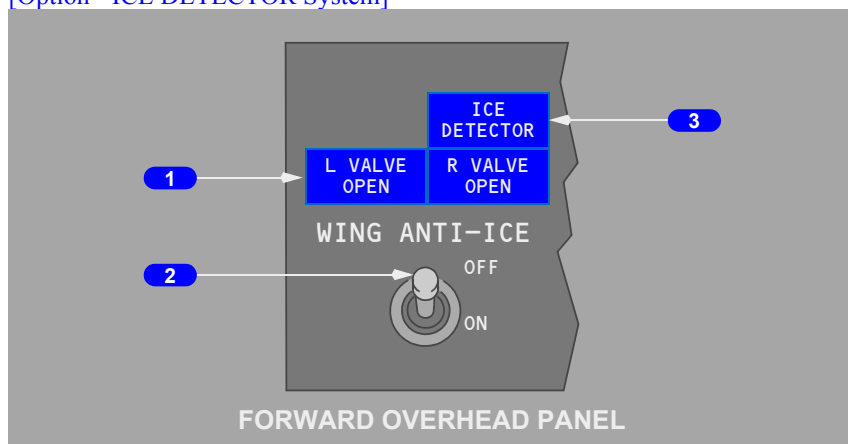 [Option - ICE DETECTOR System]
ICE
DETECTOR
3
L VALVE
OPEN
R VALVE
OPEN
1
WING ANTI-ICE
2
OFF
ON
FORWARD OVERHEAD PANEL